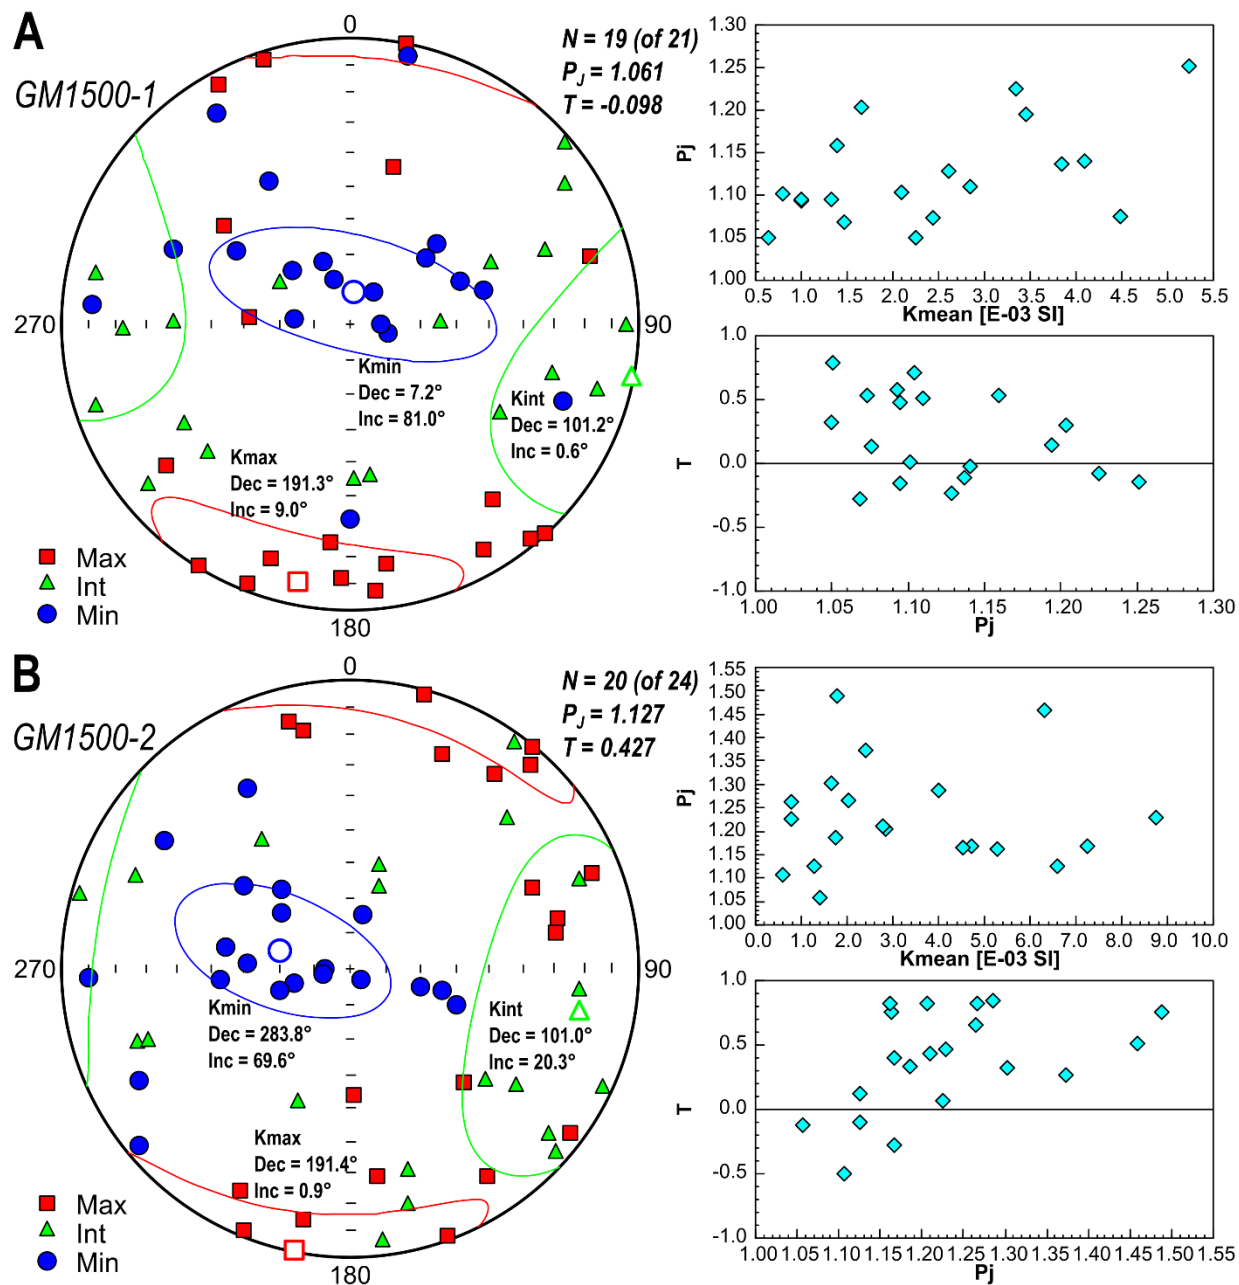 A
GM1500-1
0
N = 19 (of 21)
PJ = 1.061
T = -0.098
270
90
Kmin
Dec = 7.2°
Inc = 81.0°
Kint
Dec = 101.2°
Inc = 0.6°
Kmax
Dec = 191.3°
Inc = 9.0°
Max
Int
Min
180
1.30
1.25
1.20
1.15
1.10
1.05
1.00
Pj
0.5 1.0 1.5 2.0 2.5 3.0 3.5 4.0 4.5 5.0 5.5
Kmean [E-03 SI]
1.0
0.5
0.0
-0.5
-1.0
T
1.00 1.05 1.10 1.15 1.20 1.25 1.30
Pj
B
GM1500-2
0
N = 20 (of 24)
PJ = 1.127
T = 0.427
270
90
Kmin
Dec = 283.8°
Inc = 69.6°
Kint
Dec = 101.0°
Inc = 20.3°
Kmax
Dec = 191.4°
Inc = 0.9°
Max
Int
Min
180
1.55
1.50
1.45
1.40
1.35
1.30
1.25
1.20
1.15
1.10
1.05
1.00
Pj
0.0 1.0 2.0 3.0 4.0 5.0 6.0 7.0 8.0 9.0 10.0
Kmean [E-03 SI]
1.0
0.5
0.0
-0.5
-1.0
T
1.00 1.05 1.10 1.15 1.20 1.25 1.30 1.35 1.40 1.45 1.50 1.55
Pj